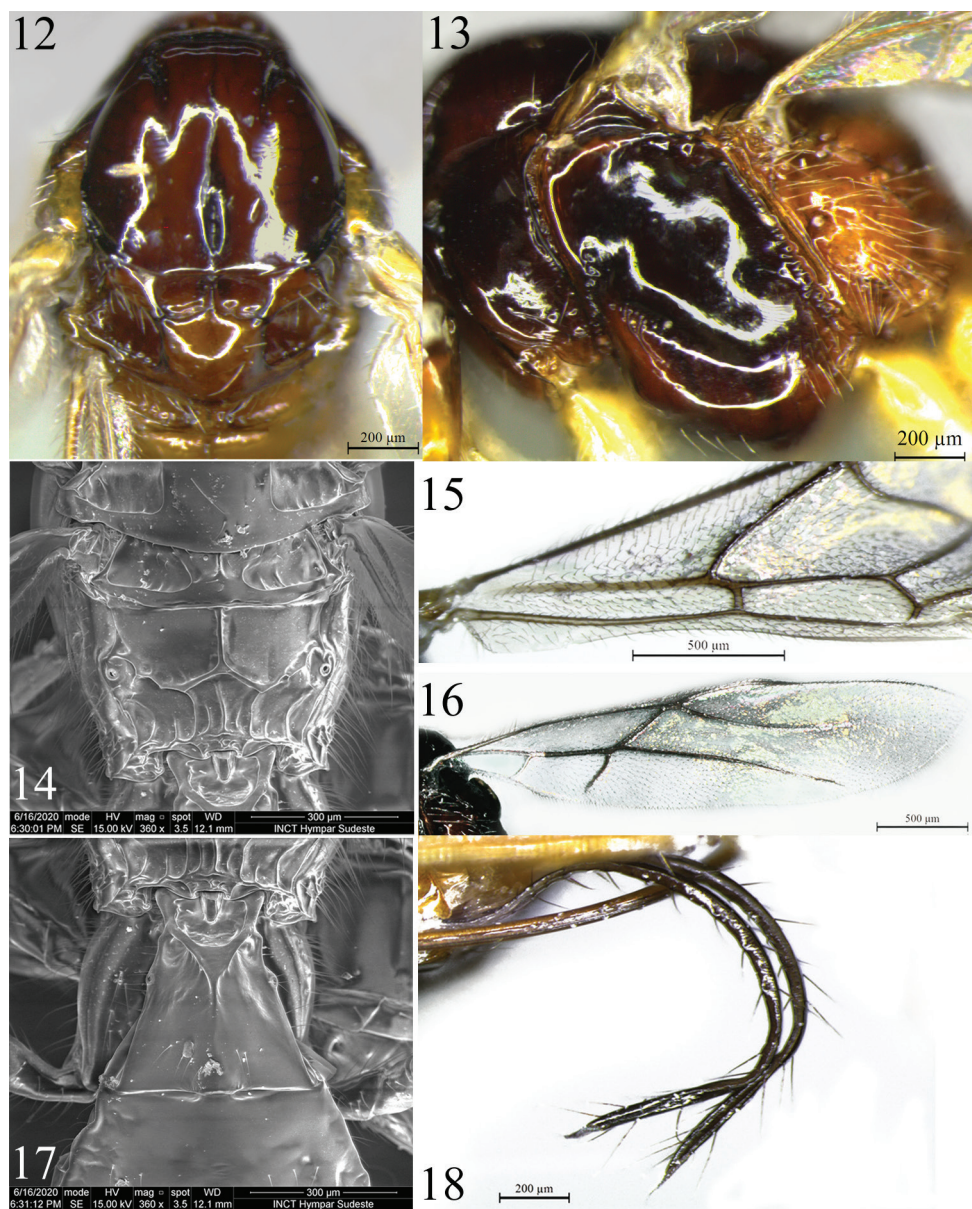 12
200 µm
13
200 µm
14
6/16/2020 mode HV mag □ spot WD 300 µm
6:30:01 PM SE 15.00 kV 360 x 3.5 12.1 mm INCT Hympar Sudeste
15
500 µm
16
500 µm
17
6/16/2020 mode HV mag □ spot WD 300 µm
6:31:12 PM SE 15.00 kV 360 x 3.5 12.1 mm INCT Hympar Sudeste
18
200 µm